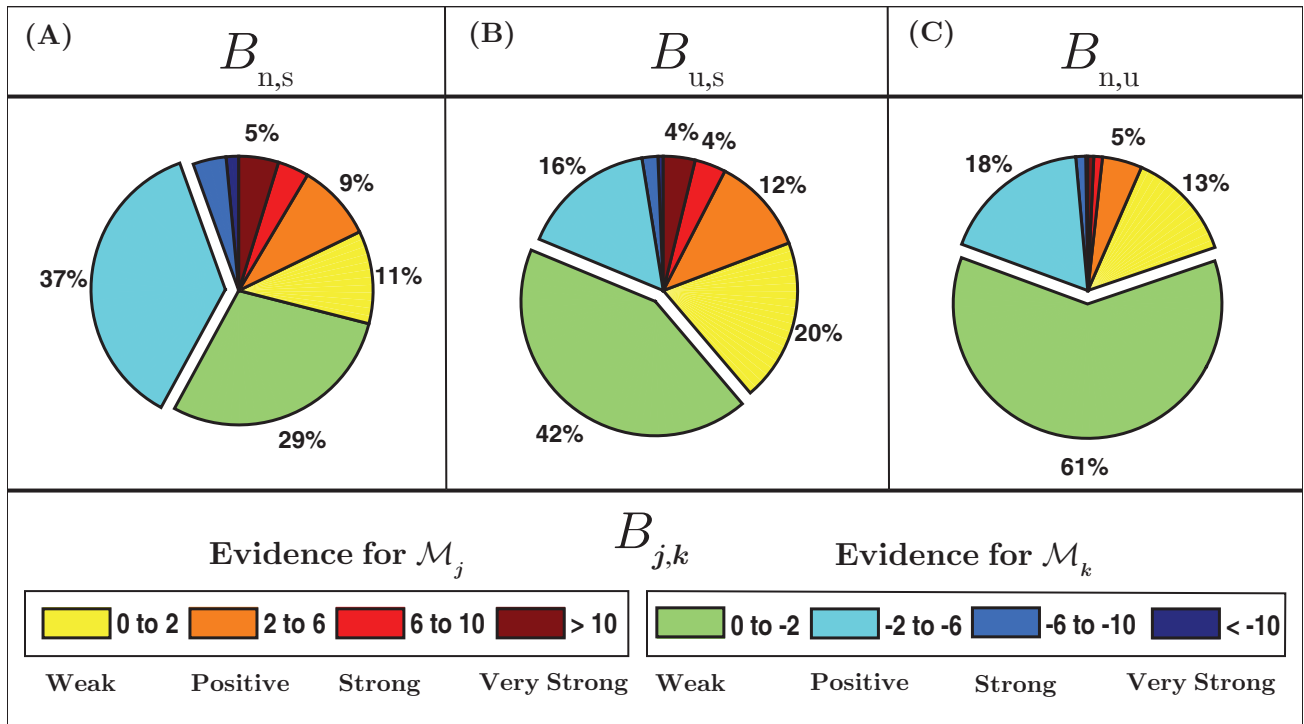 (A) B n,s
(B) B u,s
(C) B n,u
5%
9%
11%
29%
37%
4%
4%
12%
20%
42%
16%
5%
13%
61%
18%
B j,k
Evidence for ℳj
Evidence for ℳk
0 to 2 2 to 6 6 to 10 > 10
0 to -2 -2 to -6 -6 to -10 < -10
Weak Positive Strong Very Strong
Weak Positive Strong Very Strong